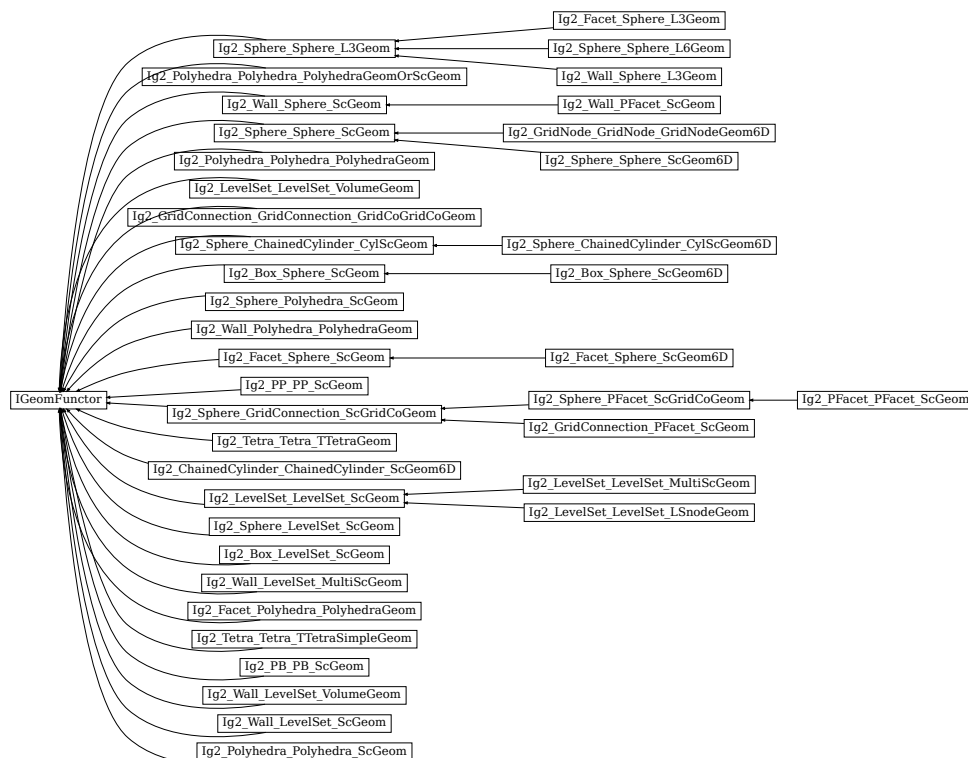 Ig2_Facet_Sphere_L3Geom
Ig2_Sphere_Sphere_L3Geom
Ig2_Sphere_Sphere_L6Geom
Ig2_Polyhedra_Polyhedra_PolyhedraGeomOrScGeom
Ig2_Wall_Sphere_L3Geom
Ig2_Wall_Sphere_ScGeom
Ig2_Wall_PFacet_ScGeom
Ig2_Sphere_Sphere_ScGeom
Ig2_GridNode_GridNode_GridNodeGeom6D
Ig2_Polyhedra_Polyhedra_PolyhedraGeom
Ig2_Sphere_Sphere_ScGeom6D
Ig2_LevelSet_LevelSet_VolumeGeom
Ig2_GridConnection_GridConnection_GridCoGridCoGeom
Ig2_Sphere_ChainedCylinder_CylScGeom
Ig2_Sphere_ChainedCylinder_CylScGeom6D
Ig2_Box_Sphere_ScGeom
Ig2_Box_Sphere_ScGeom6D
Ig2_Sphere_Polyhedra_ScGeom
Ig2_Wall_Polyhedra_PolyhedraGeom
Ig2_Facet_Sphere_ScGeom
Ig2_Facet_Sphere_ScGeom6D
Ig2_PP_PP_ScGeom
IGeomFunctor
Ig2_Sphere_GridConnection_ScGridCoGeom
Ig2_Sphere_PFacet_ScGridCoGeom
Ig2_PFacet_PFacet_ScGeom
Ig2_GridConnection_PFacet_ScGeom
Ig2_Tetra_Tetra_TTetraGeom
Ig2_ChainedCylinder_ChainedCylinder_ScGeom6D
Ig2_LevelSet_LevelSet_MultiScGeom
Ig2_LevelSet_LevelSet_ScGeom
Ig2_LevelSet_LevelSet_LSnodeGeom
Ig2_Sphere_LevelSet_ScGeom
Ig2_Box_LevelSet_ScGeom
Ig2_Wall_LevelSet_MultiScGeom
Ig2_Facet_Polyhedra_PolyhedraGeom
Ig2_Tetra_Tetra_TTetraSimpleGeom
Ig2_PB_PB_ScGeom
Ig2_Wall_LevelSet_VolumeGeom
Ig2_Wall_LevelSet_ScGeom
Ig2_Polyhedra_Polyhedra_ScGeom